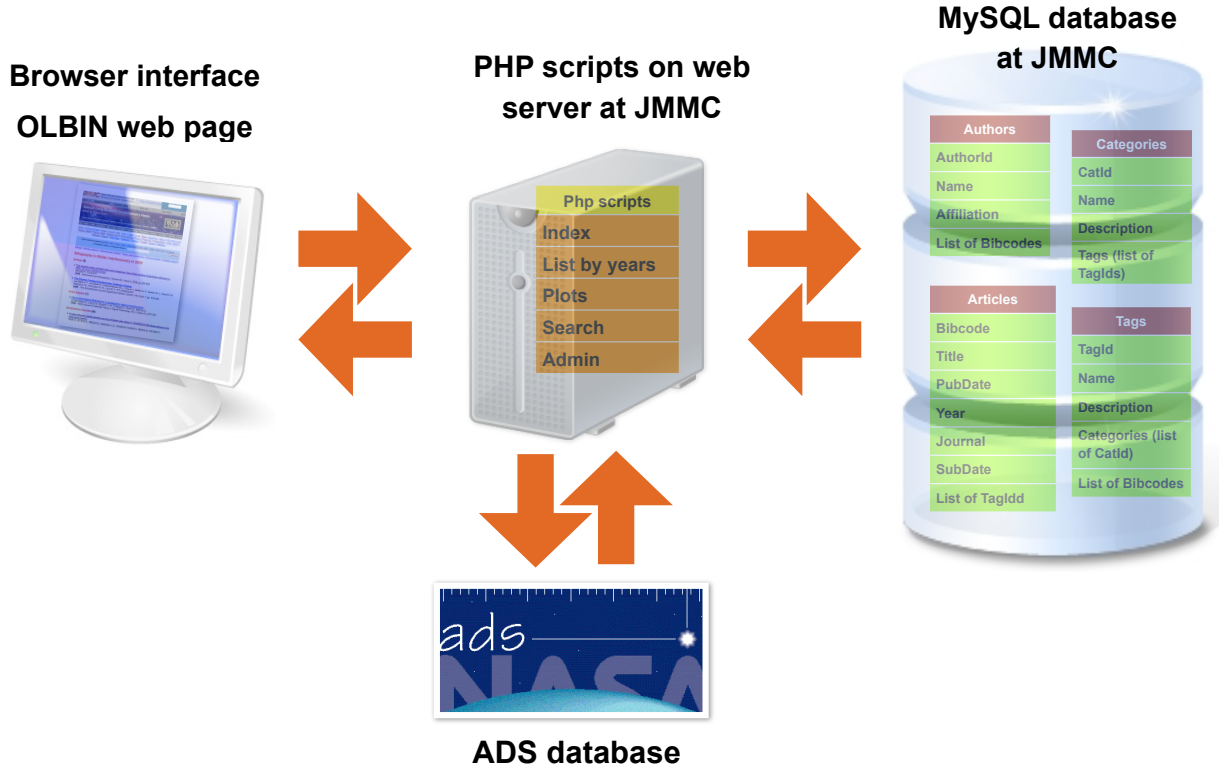 Browser interface
OLBIN web page
PHP scripts on web
server at JMMC
Php scripts
Index
List by years
Plots
Search
Admin
MySQL database
at JMMC
Authors
AuthorId
Name
Affiliation
List of Bibcodes
Categories
CatId
Name
Description
Tags (list of
TagIds)
Articles
Bibcode
Title
PubDate
Year
Journal
SubDate
List of TagIdd
Tags
TagId
Name
Description
Categories (list
of CatId)
List of Bibcodes
ads
NASA
ADS database